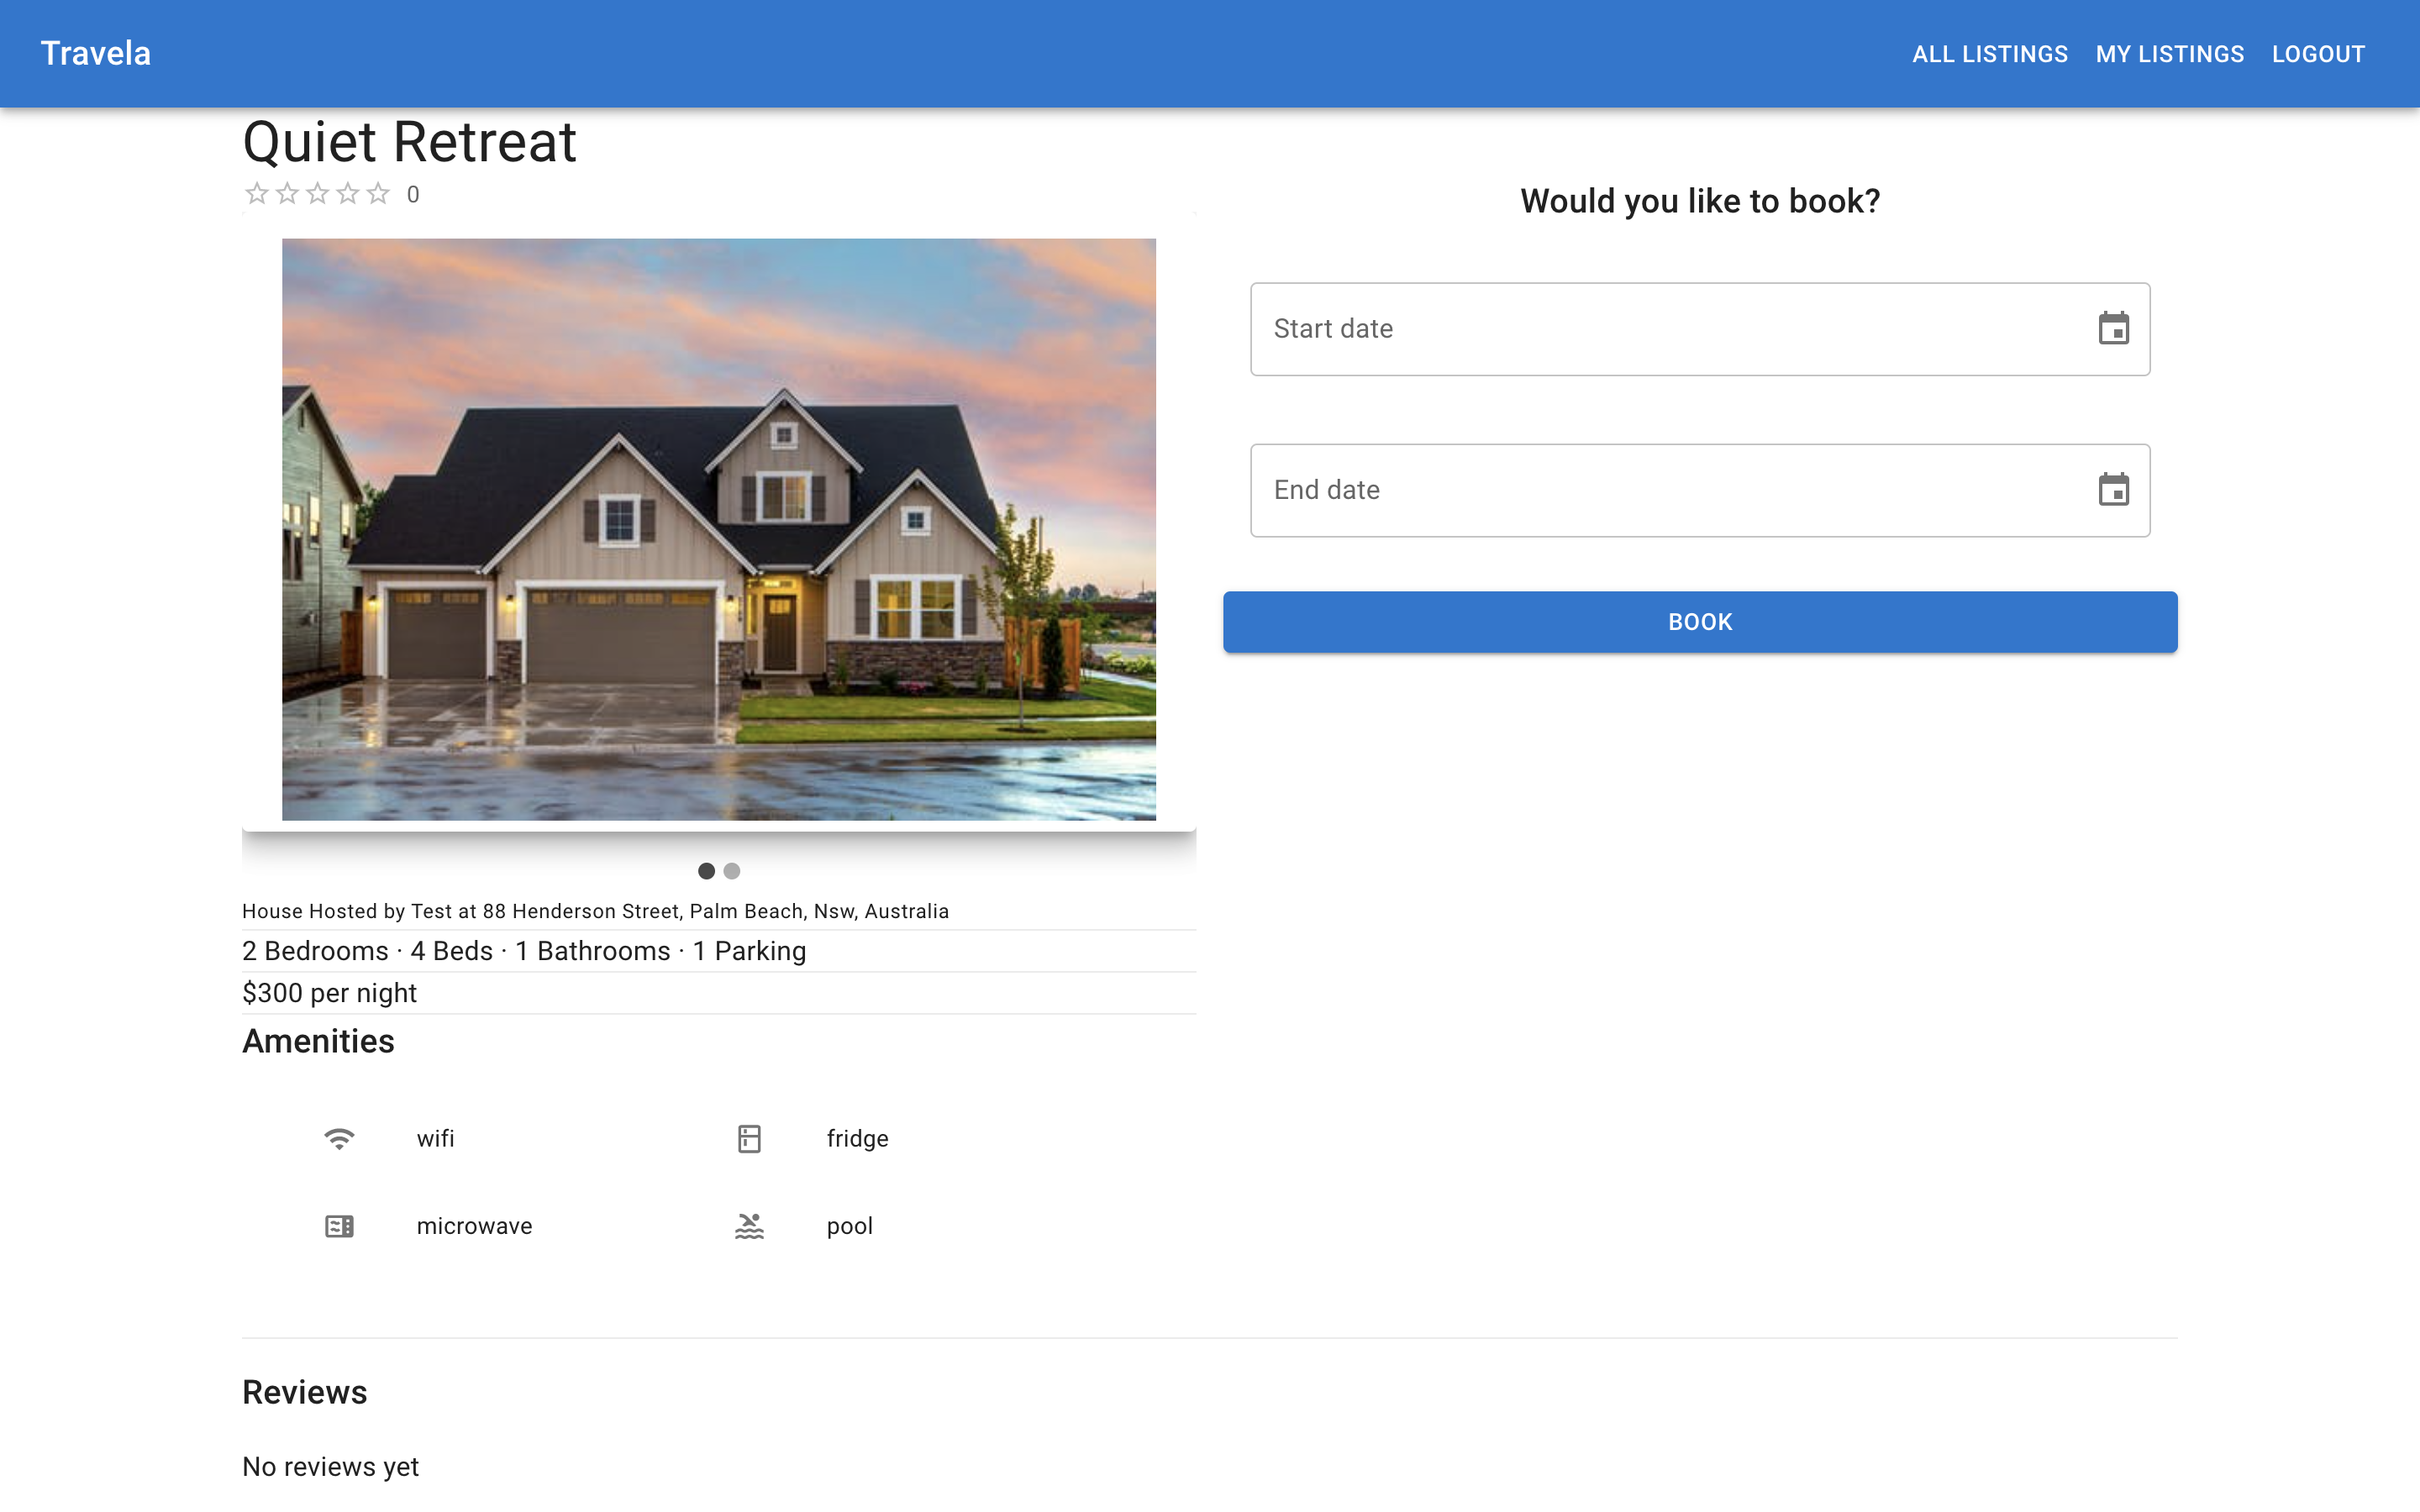 Travela
ALL LISTINGS MY LISTINGS LOGOUT
Quiet Retreat
0
Would you like to book?
Start date
End date
BOOK
House Hosted by Test at 88 Henderson Street, Palm Beach, Nsw, Australia
2 Bedrooms · 4 Beds · 1 Bathrooms · 1 Parking
$300 per night
Amenities
wifi fridge
microwave pool
Reviews
No reviews yet